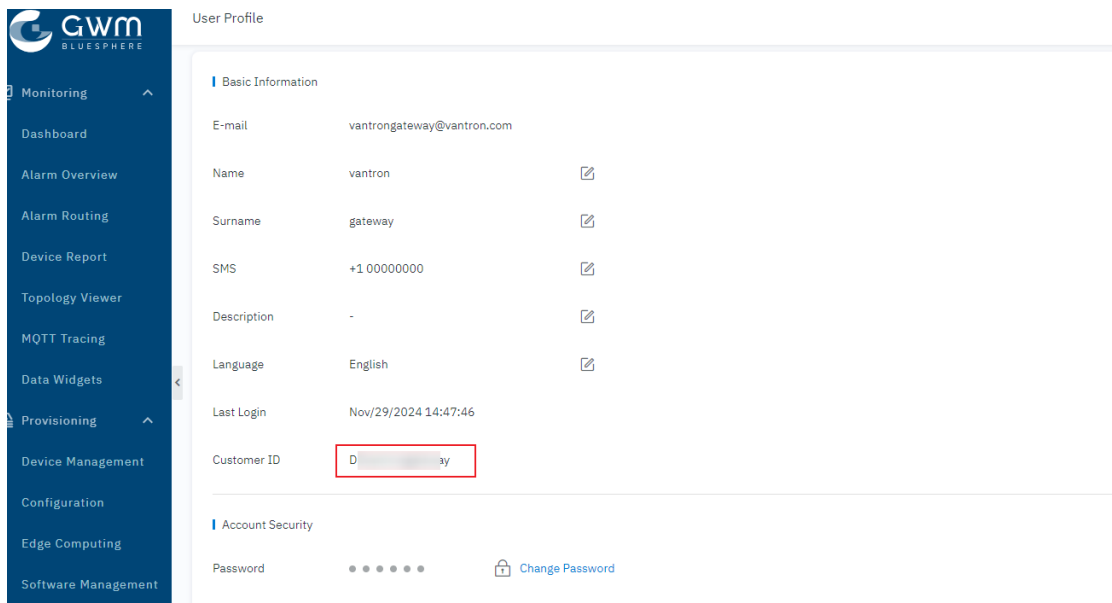 GWM
BLUESPHERE
User Profile
Monitoring
Dashboard
Alarm Overview
Alarm Routing
Device Report
Topology Viewer
MQTT Tracing
Data Widgets
Provisioning
Device Management
Configuration
Edge Computing
Software Management
Basic Information
E-mail vantrongateway@vantron.com
Name vantron
Surname gateway
SMS +1 00000000
Description -
Language English
Last Login Nov/29/2024 14:47:46
Customer ID
Account Security
Password ●●●●●● Change Password